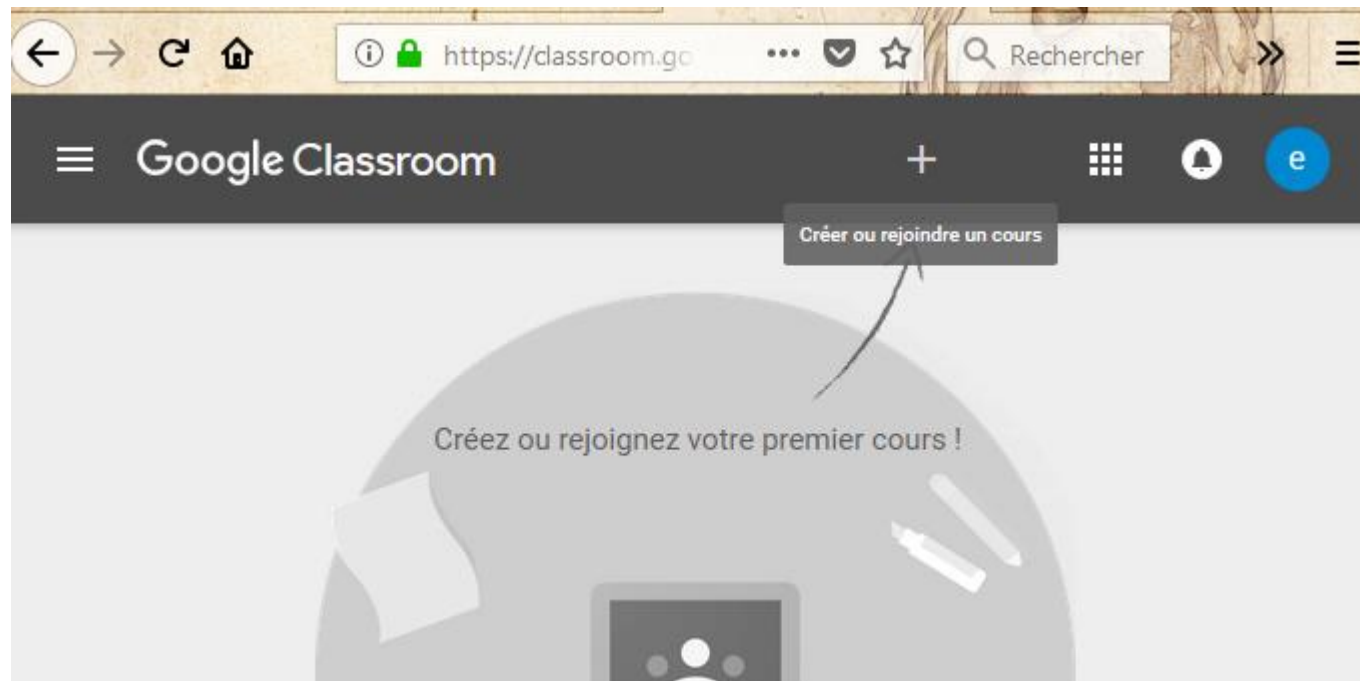 https://classroom.go
Rechercher
Google Classroom
e
Créer ou rejoindre un cours
Créez ou rejoignez votre premier cours !